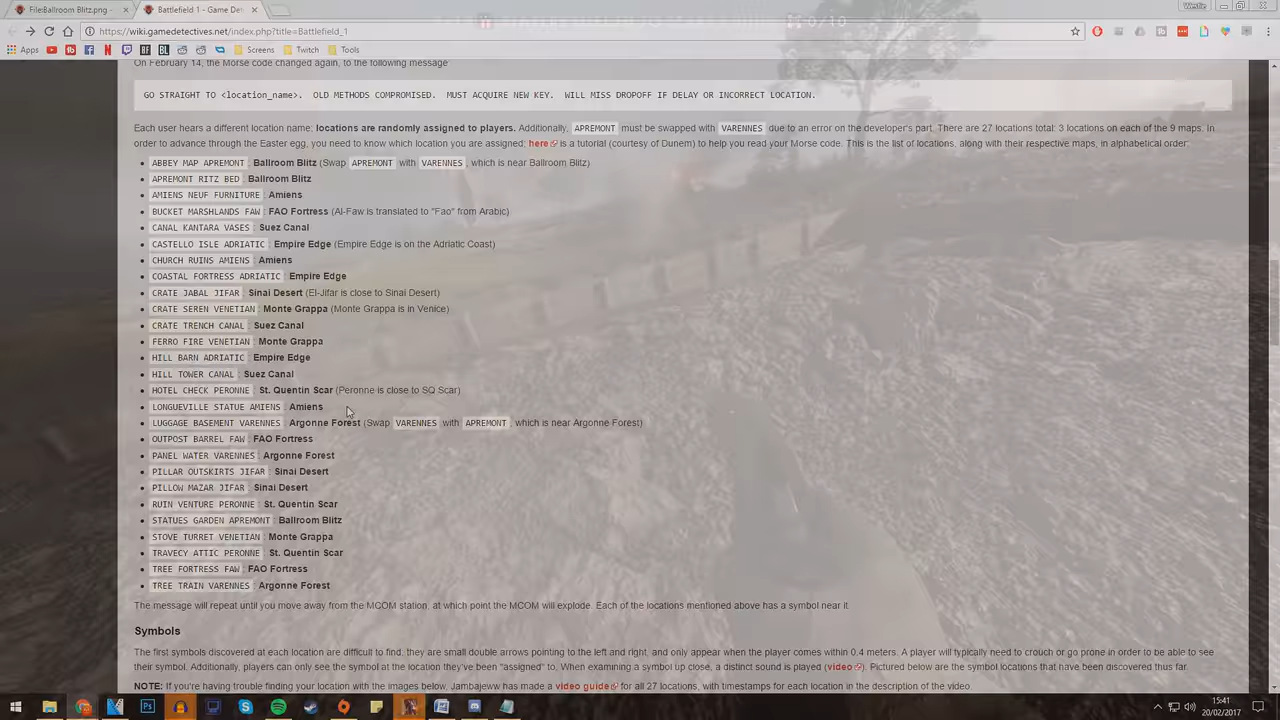 File:Ballroom Blitz.png -
Battlefield 1 - Game Det
Westie
https://wiki.gamedetectives.net/index.php?title=Battlefield_1
Apps
Screens
Twitch
Tools
0/10
On February 14, the Morse code changed again, to the following message
GO STRAIGHT TO <location_name>. OLD METHODS COMPROMISED. MUST ACQUIRE NEW KEY. WILL MISS DROPOFF IF DELAY OR INCORRECT LOCATION.
Each user hears a different location name; locations are randomly assigned to players. Additionally, APREMONT must be swapped with VARENNES due to an error on the developer's part. There are 27 locations total: 3 locations on each of the 9 maps. In
order to advance through the Easter egg, you need to know which location you are assigned: here is a tutorial (courtesy of Dunem) to help you read your Morse code. This is the list of locations, along with their respective maps, in alphabetical order:
ABBEY MAP APREMONT : Ballroom Blitz (Swap APREMONT with VARENNES, which is near Ballroom Blitz)
APREMONT RITZ BED : Ballroom Blitz
AMIENS NEUF FURNITURE : Amiens
BUCKET MARSHLANDS FAW : FAO Fortress (Al-Faw is translated to "Fao" from Arabic)
CANAL KANTARA VASES : Suez Canal
CASTELLO ISLE ADRIATIC : Empire Edge (Empire Edge is on the Adriatic Coast)
CHURCH RUINS AMIENS : Amiens
COASTAL FORTRESS ADRIATIC : Empire Edge
CRATE JABAL JIFAR : Sinai Desert (El-Jifar is close to Sinai Desert)
CRATE SEREN VENETIAN : Monte Grappa (Monte Grappa is in Venice)
CRATE TRENCH CANAL : Suez Canal
FERRO FIRE VENETIAN : Monte Grappa
HILL BARN ADRIATIC : Empire Edge
HILL TOWER CANAL : Suez Canal
HOTEL CHECK PERONNE : St. Quentin Scar (Peronne is close to SQ Scar)
LONGUEVILLE STATUE AMIENS : Amiens
LUGGAGE BASEMENT VARENNES : Argonne Forest (Swap VARENNES with APREMONT, which is near Argonne Forest)
OUTPOST BARREL FAW : FAO Fortress
PANEL WATER VARENNES : Argonne Forest
PILLAR OUTSKIRTS JIFAR : Sinai Desert
PILLOW MAZAR JIFAR : Sinai Desert
RUIN VENTURE PERONNE : St. Quentin Scar
STATUES GARDEN APREMONT : Ballroom Blitz
STOVE TURRET VENETIAN : Monte Grappa
TRAVECY ATTIC PERONNE : St. Quentin Scar
TREE FORTRESS FAW : FAO Fortress
TREE TRAIN VARENNES : Argonne Forest
The message will repeat until you move away from the MCOM station, at which point the MCOM will explode. Each of the locations mentioned above has a symbol near it.
Symbols
The first symbols discovered at each location are difficult to find; they are small double arrows pointing to the left and right, and only appear when the player comes within 0.4 meters. A player will typically need to crouch or go prone in order to be able to see
their symbol. Additionally, players can only see the symbol at the location they've been "assigned" to. When examining a symbol up close, a distinct sound is played (video). Pictured below are the symbol locations that have been discovered thus far.
NOTE: If you're having trouble finding your location with the images below, Jambajeww has made a video guide for all 27 locations, with timestamps for each location in the description of the video.
15:41
20/02/2017